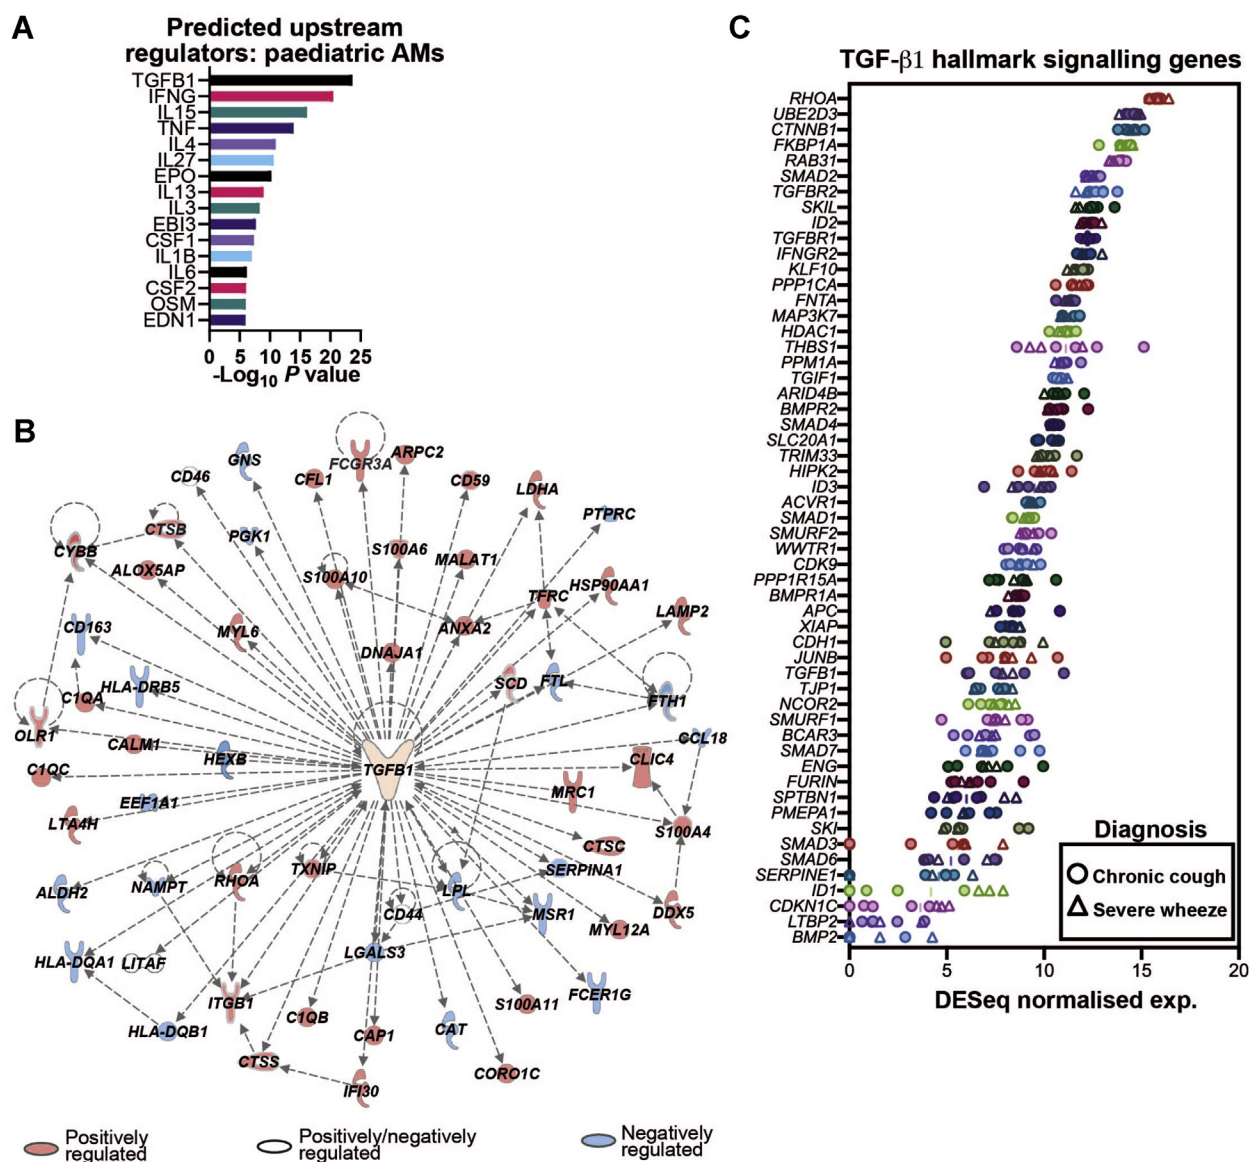 A
Predicted upstream
regulators: paediatric AMs
TGFB1
IFNG
IL15
TNF
IL4
IL27
EPO
IL13
IL3
EBI3
CSF1
IL1B
IL6
CSF2
OSM
EDN1
0 5 10 15 20 25
-Log10 P value
B
GNS
CD46
CFL1
FCGR3A
ARPC2
CD59
LDHA
PTPRC
CYBB
CTSB
PGK1
S100A6
MALAT1
ALOX5AP
S100A10
TFRC
HSP90AA1
LAMP2
CD163
MYL6
DNAJA1
ANXA2
HLA-DRB5
C1QA
SCD
FTL
FTH1
OLR1
CALM1
HEXB
TGFB1
CCL18
CLIC4
C1QC
MRC1
EEF1A1
LTA4H
S100A4
CTSC
ALDH2
NAMPT
RHOA
TXNIP
LPL
SERPINA1
CD44
MSR1
DDX5
MYL12A
HLA-DQA1
LITAF
LGALS3
ITGB1
C1QB
S100A11
FCER1G
HLA-DQB1
CAP1
CAT
CTSS
CORO1C
IFI30
Positively
regulated
Positively/negatively
regulated
Negatively
regulated
C
TGF-β1 hallmark signalling genes
RHOA
UBE2D3
CTNNB1
FKBP1A
RAB31
SMAD2
TGFBR2
SKIL
ID2
TGFBR1
IFNGR2
KLF10
PPP1CA
FNTA
MAP3K7
HDAC1
THBS1
PPM1A
TGIF1
ARID4B
BMPR2
SMAD4
SLC20A1
TRIM33
HIPK2
ID3
ACVR1
SMAD1
SMURF2
WWTR1
CDK9
PPP1R15A
BMPR1A
APC
XIAP
CDH1
JUNB
TGFB1
TJP1
NCOR2
SMURF1
BCAR3
SMAD7
ENG
FURIN
SPTBN1
PMEPA1
SKI
SMAD3
SMAD6
SERPINE1
ID1
CDKN1C
LTBP2
BMP2
Diagnosis
Chronic cough
Severe wheeze
0 5 10 15 20
DESeq normalised exp.